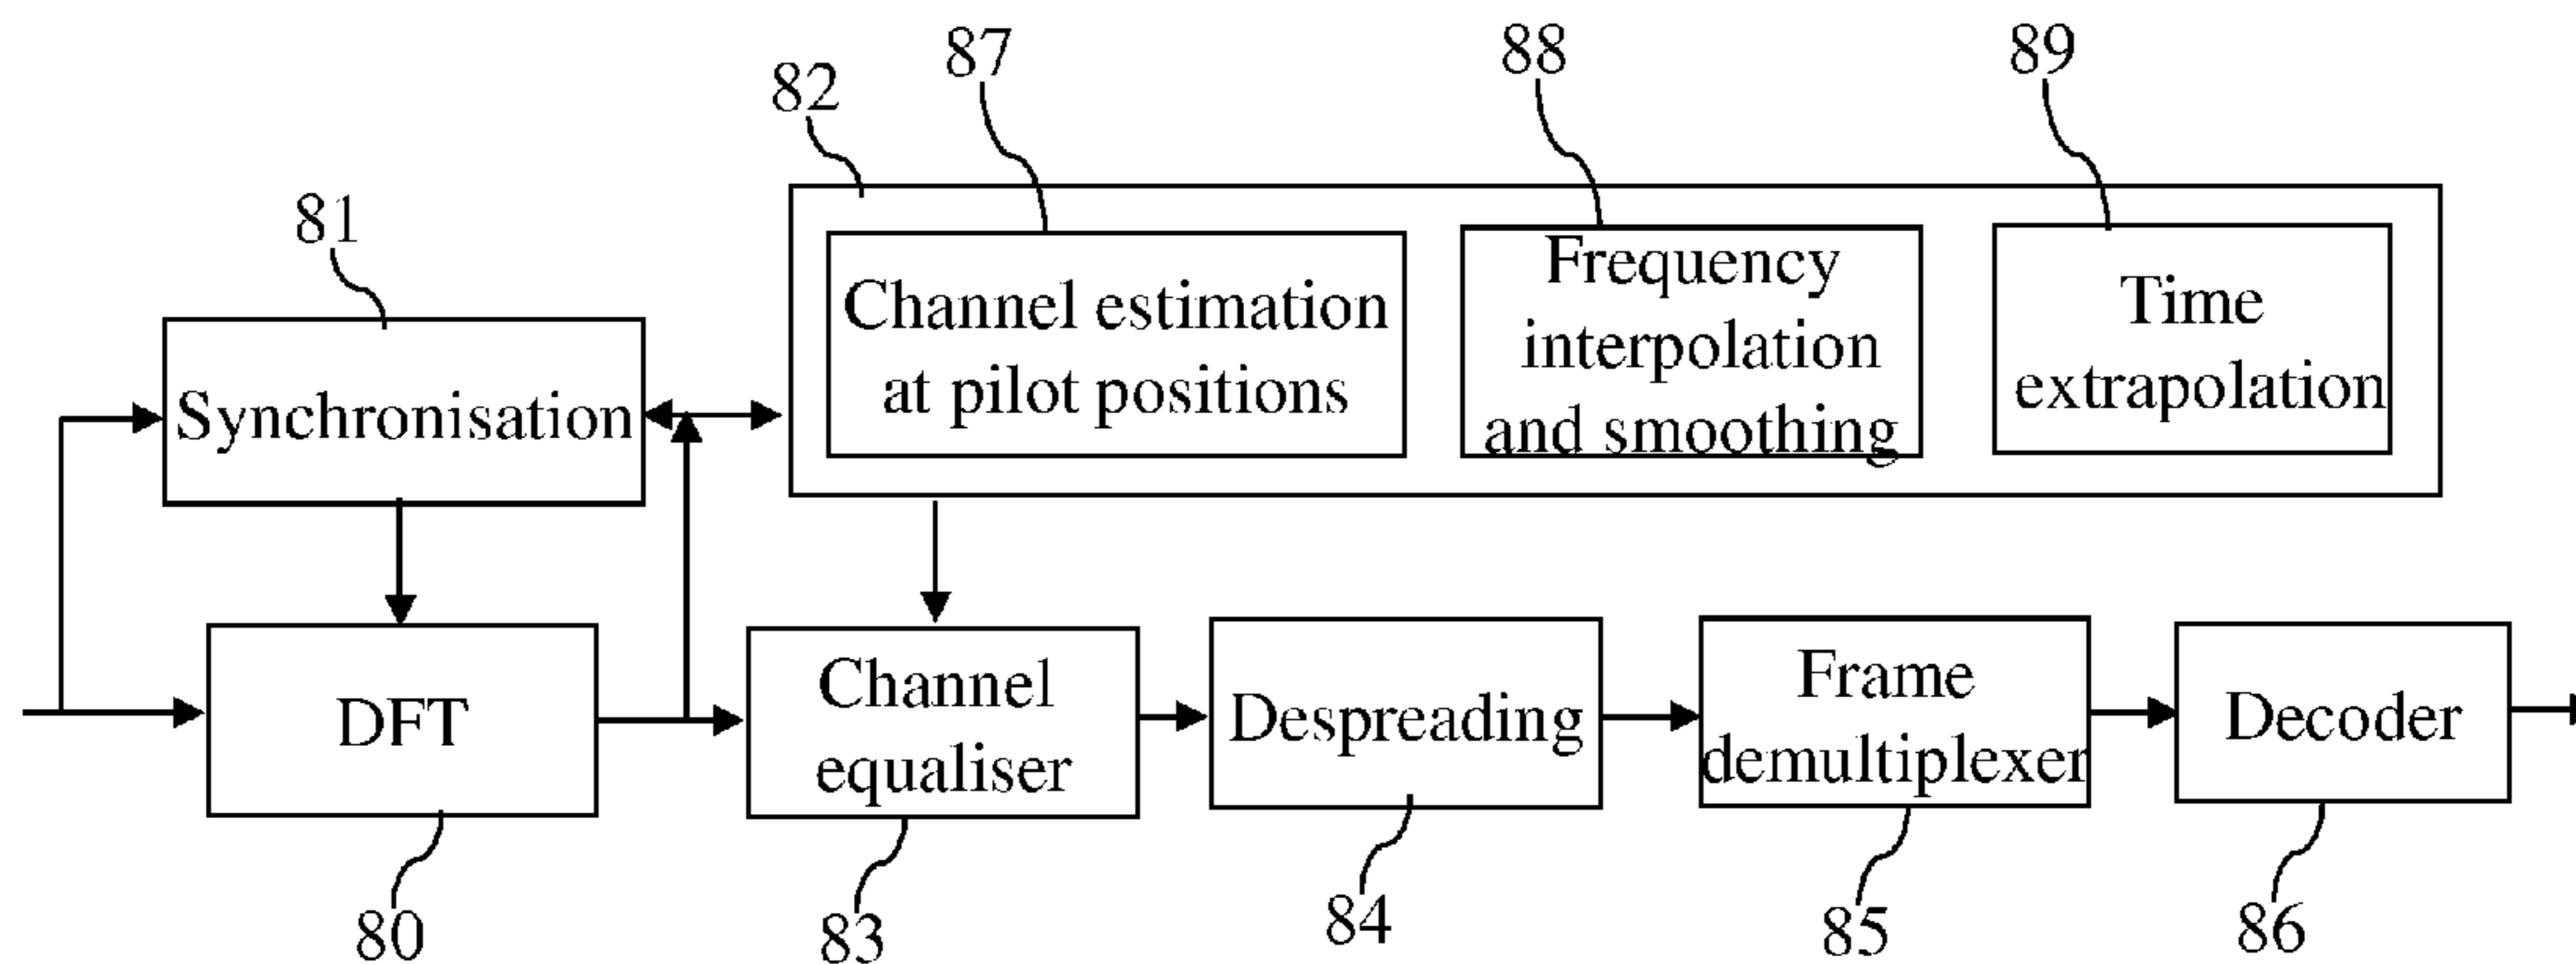 87
88
89
82
81
Channel estimation
at pilot positions
Frequency
interpolation
and smoothing
Time
extrapolation
Synchronisation
DFT
Channel
equaliser
Despreading
Frame
demultiplexer
Decoder
80
83
84
85
86